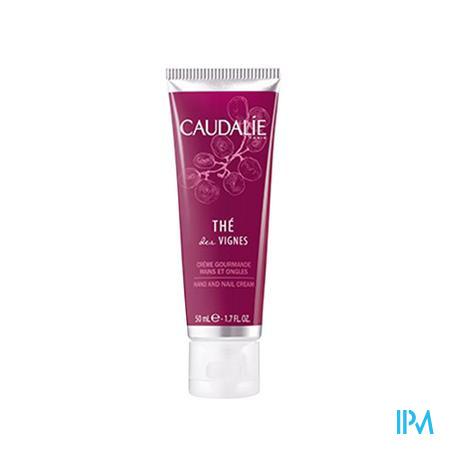 CAUDALÍE
PARIS
THÉ
des VIGNES
CRÈME GOURMANDE
MAINS ET ONGLES
HAND AND NAIL CREAM
50 mL ℮ - 1.7 FL. OZ.
IPM